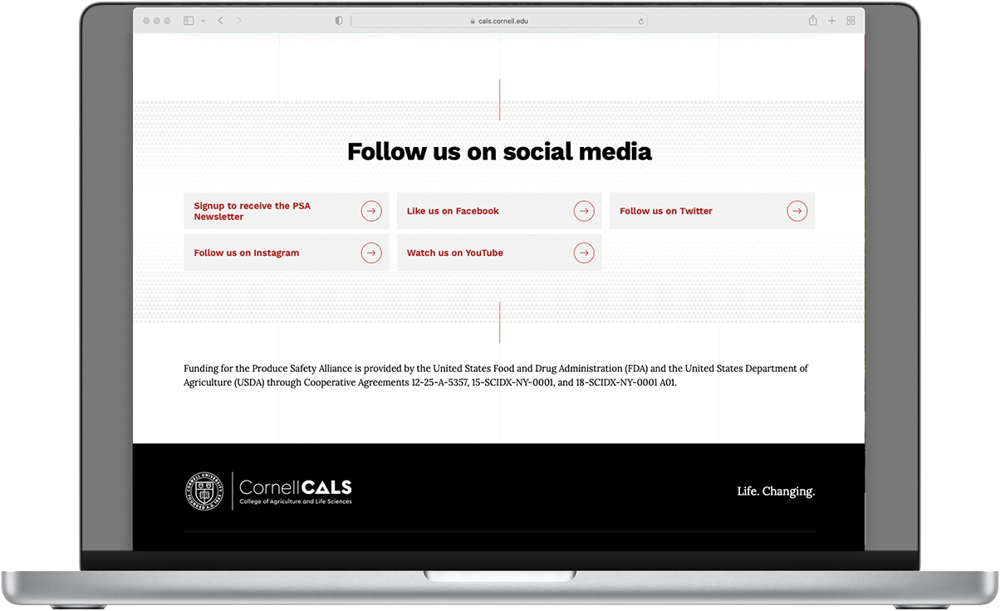 cals.cornell.edu
Follow us on social media
Signup to receive the PSA
Newsletter
Like us on Facebook
Follow us on Twitter
Follow us on Instagram
Watch us on YouTube
Funding for the Produce Safety Alliance is provided by the United States Food and Drug Administration (FDA) and the United States Department of
Agriculture (USDA) through Cooperative Agreements 12-25-A-5357, 15-SCIDX-NY-0001, and 18-SCIDX-NY-0001 A01.
CORNELL UNIVERSITY
FOUNDED A.D. 1865
CornellCALS
College of Agriculture and Life Sciences
Life. Changing.